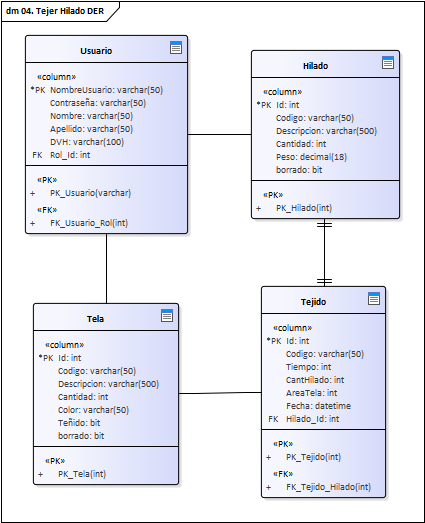 dm 04. Tejer Hilado DER
Usuario
«column»
*PK NombreUsuario: varchar(50)
Contraseña: varchar(50)
Nombre: varchar(50)
Apellido: varchar(50)
DVH: varchar(100)
FK Rol_Id: int
«PK»
+ PK_Usuario(varchar)
«FK»
+ FK_Usuario_Rol(int)
Hilado
«column»
*PK Id: int
Codigo: varchar(50)
Descripcion: varchar(500)
Cantidad: int
Peso: decimal(18)
borrado: bit
«PK»
+ PK_Hilado(int)
Tela
«column»
*PK Id: int
Codigo: varchar(50)
Descripcion: varchar(500)
Cantidad: int
Color: varchar(50)
Teñido: bit
borrado: bit
«PK»
+ PK_Tela(int)
Tejido
«column»
*PK Id: int
Codigo: varchar(50)
Tiempo: int
CantHilado: int
AreaTela: int
Fecha: datetime
FK Hilado_Id: int
«PK»
+ PK_Tejido(int)
«FK»
+ FK_Tejido_Hilado(int)